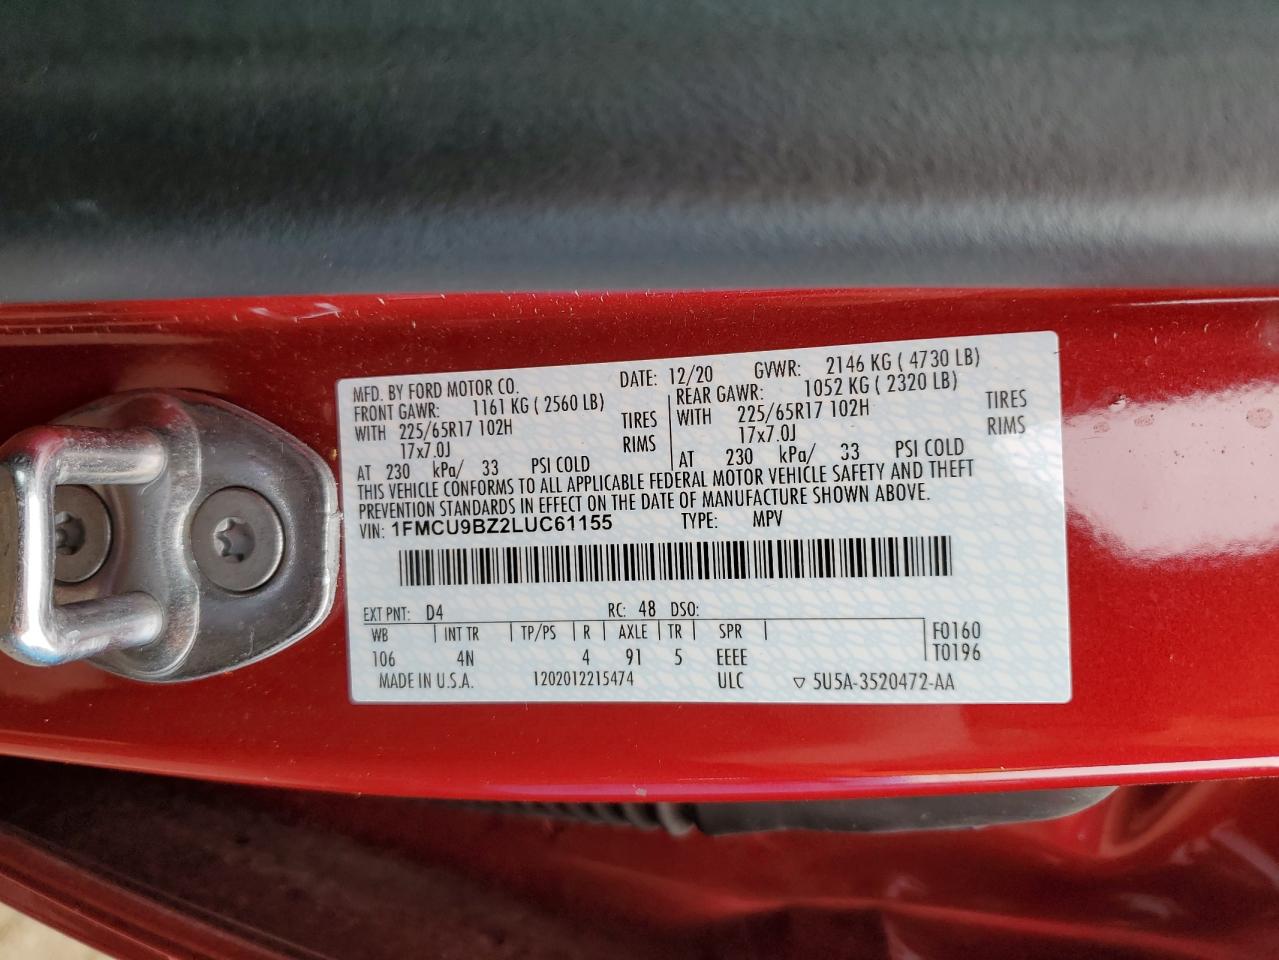 MFD. BY FORD MOTOR CO. DATE: 12/20 GVWR: 2146 KG ( 4730 LB)
FRONT GAWR: 1161 KG ( 2560 LB) REAR GAWR: 1052 KG ( 2320 LB)
WITH 225/65R17 102H TIRES WITH 225/65R17 102H TIRES
17x7.0J RIMS 17x7.0J RIMS
AT 230 kPa/ 33 PSI COLD AT 230 kPa/ 33 PSI COLD
THIS VEHICLE CONFORMS TO ALL APPLICABLE FEDERAL MOTOR VEHICLE SAFETY AND THEFT
PREVENTION STANDARDS IN EFFECT ON THE DATE OF MANUFACTURE SHOWN ABOVE.
VIN: 1FMCU9BZ2LUC61155 TYPE: MPV
EXT PNT: D4 RC: 48 DSO:
WB INT TR TP/PS R AXLE TR SPR F0160
106 4N 4 91 5 EEEE T0196
MADE IN U.S.A. 1202012215474 ULC ▽ 5U5A-3520472-AA